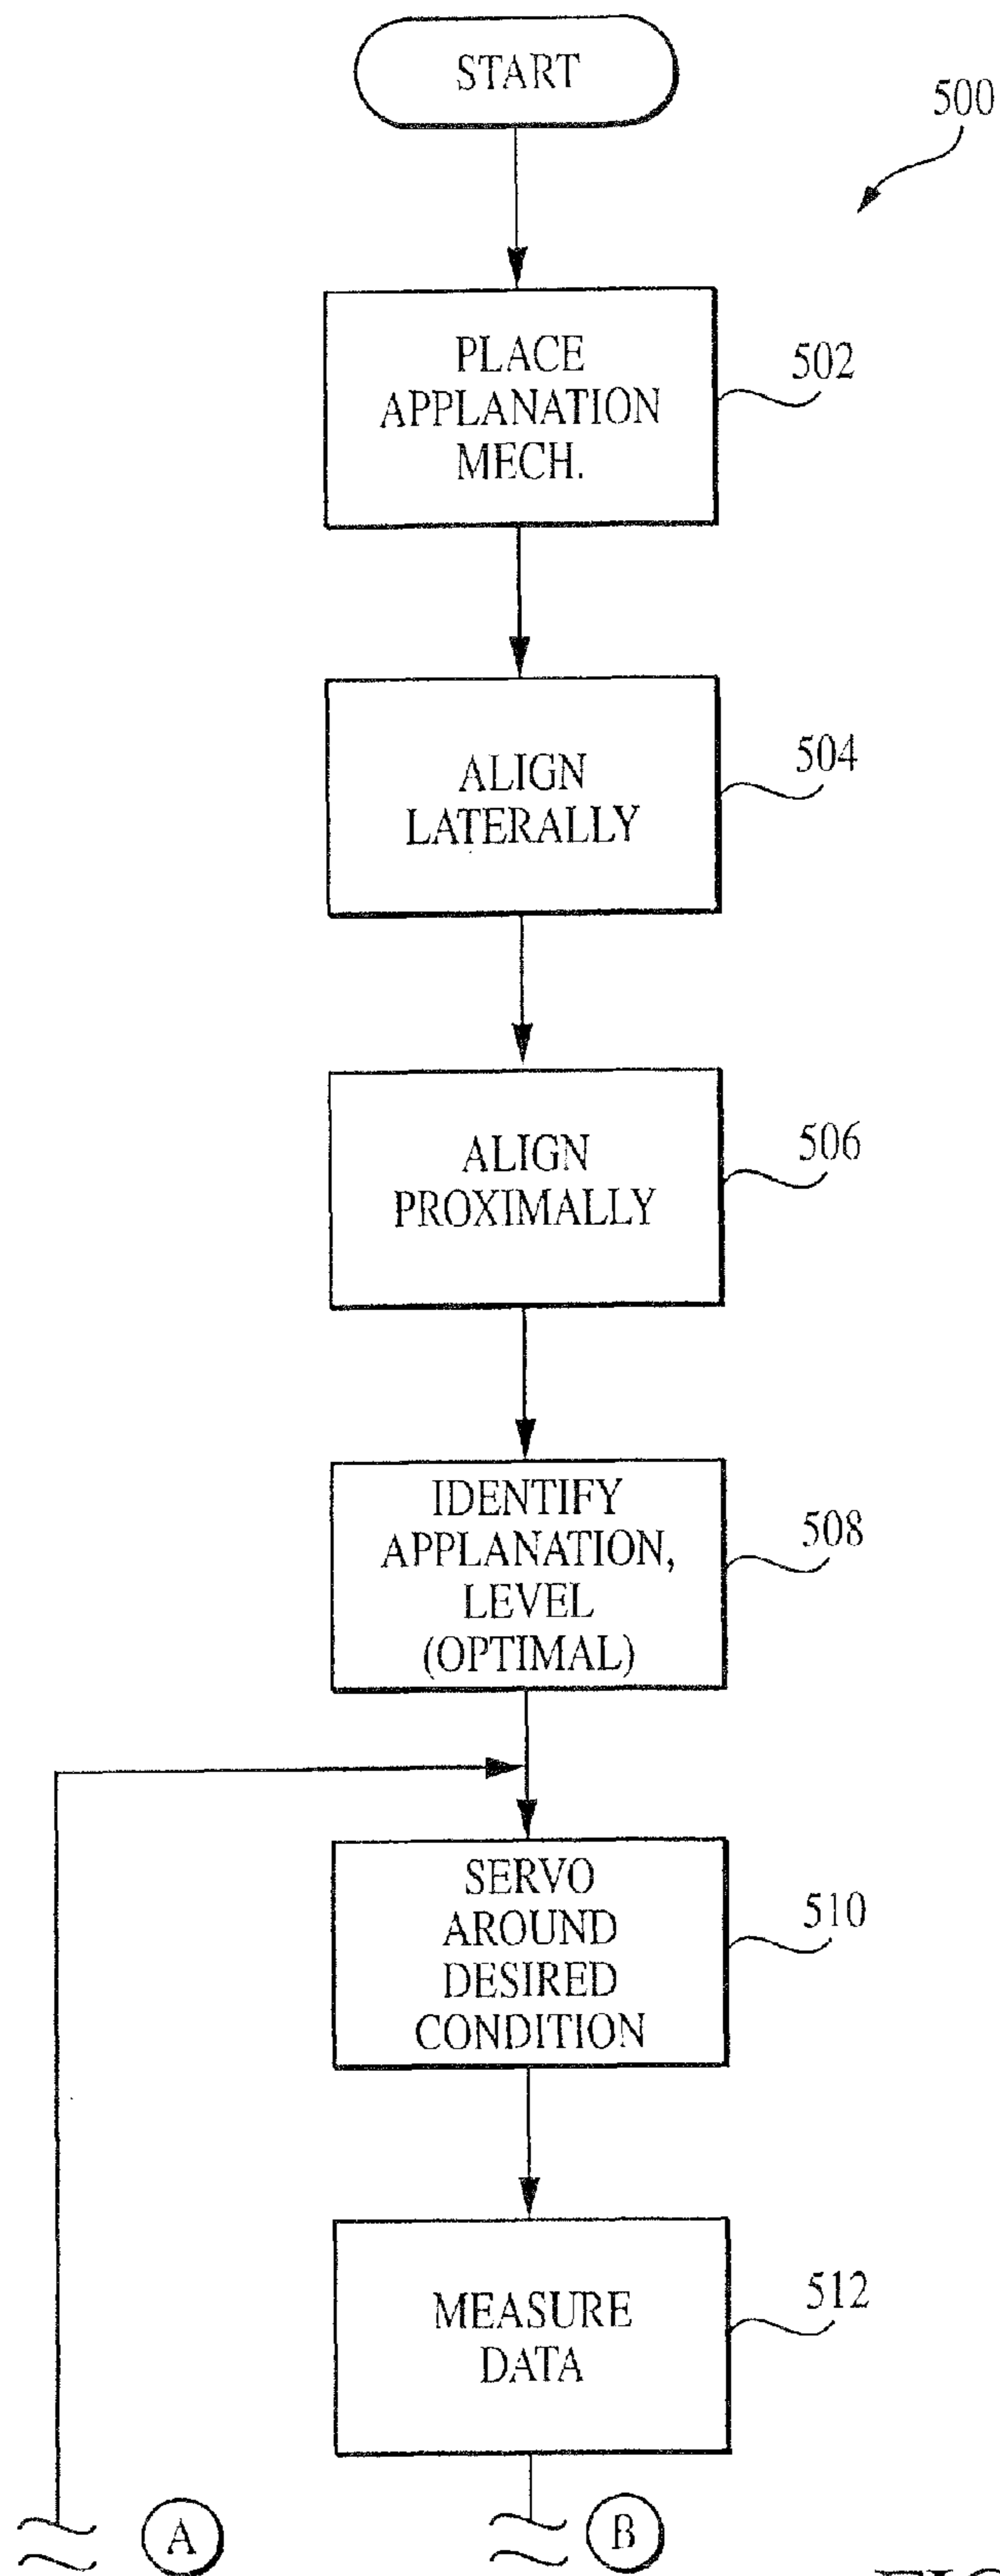 START
500
PLACE
APPLANATION
MECH.
502
ALIGN
LATERALLY
504
ALIGN
PROXIMALLY
506
IDENTIFY
APPLANATION,
LEVEL
(OPTIMAL)
508
SERVO
AROUND
DESIRED
CONDITION
510
MEASURE
DATA
512
A
B